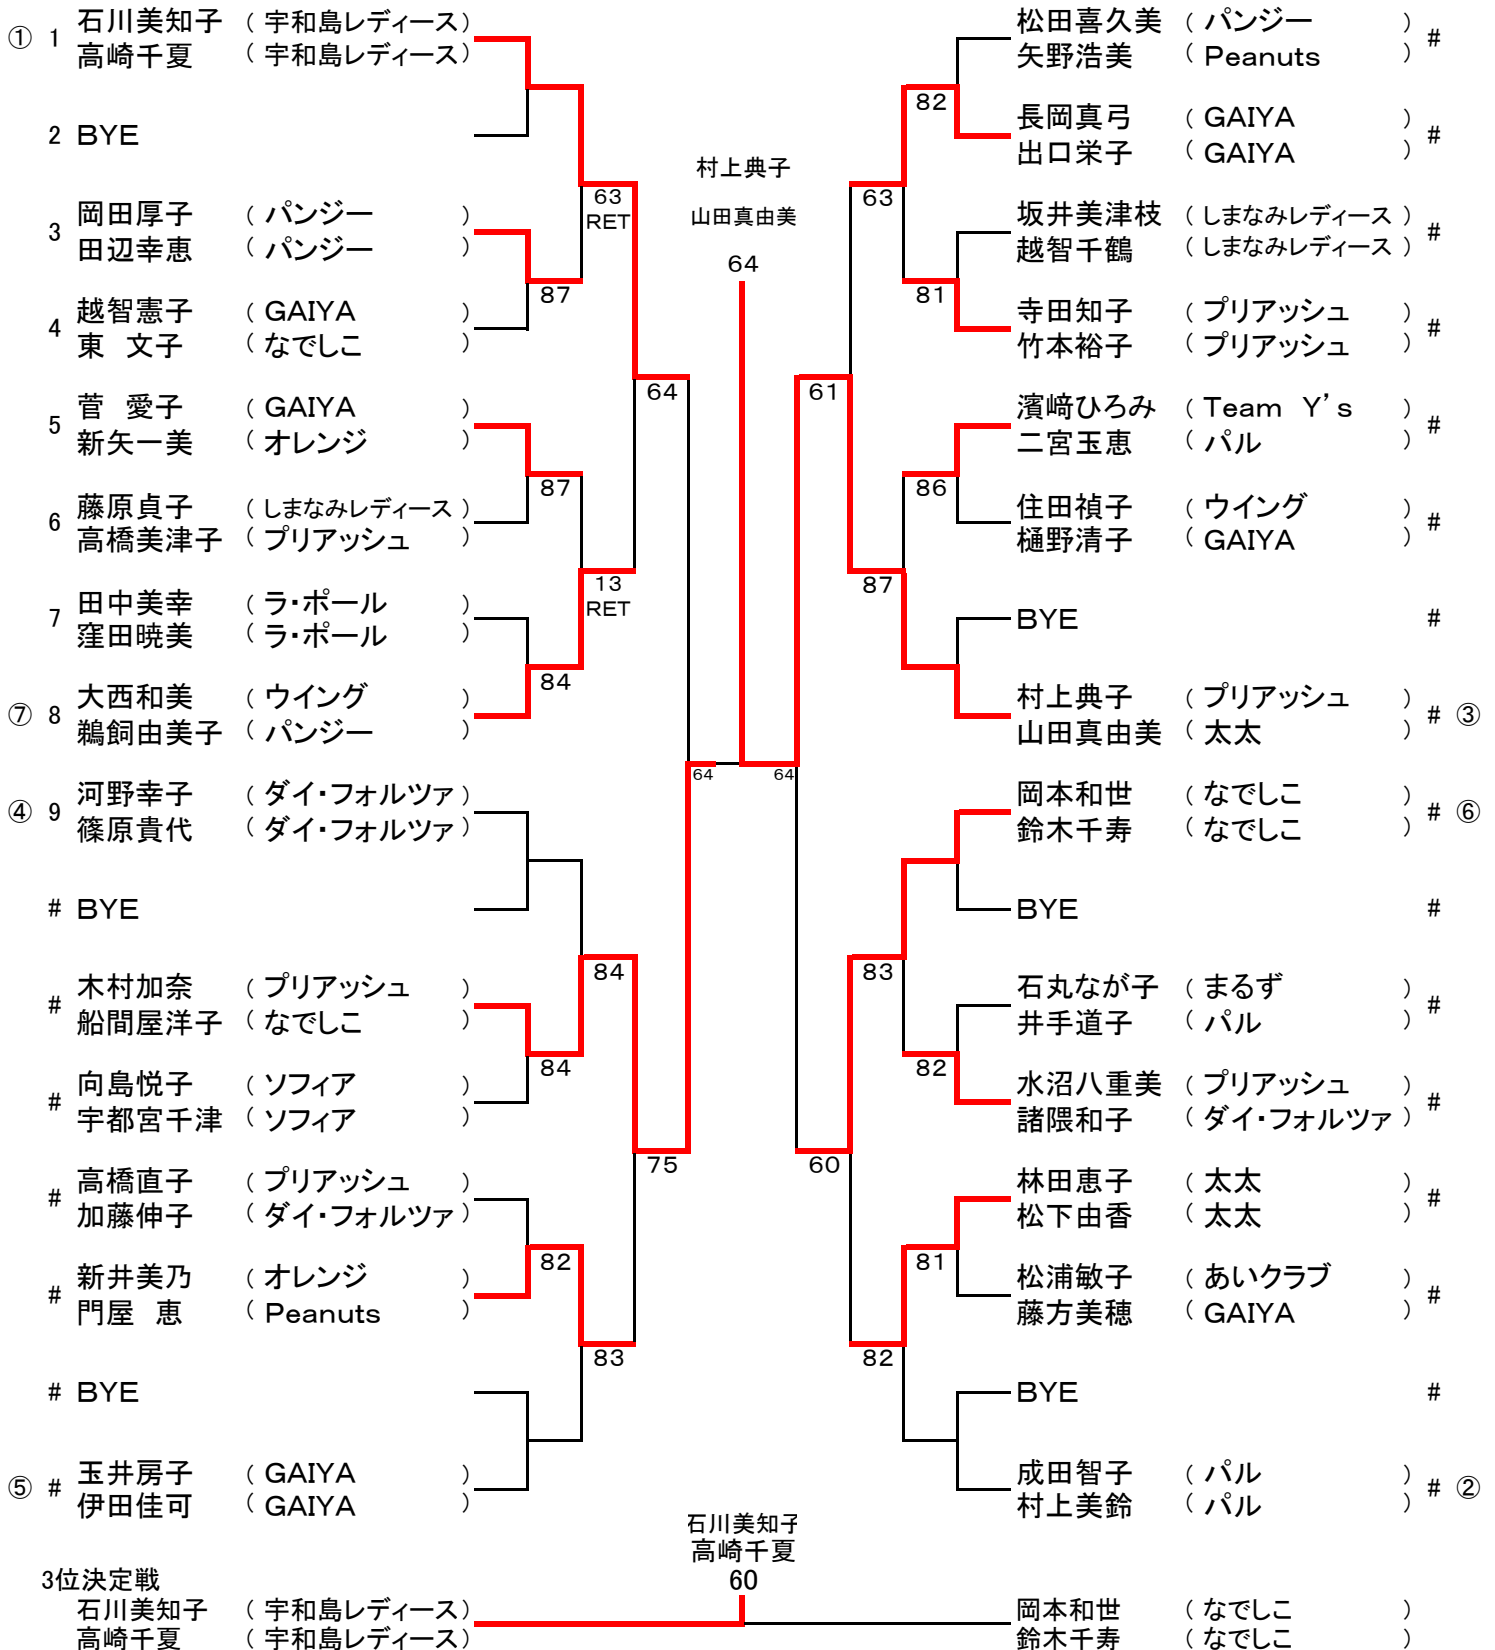 ① 1 石川美知子 ( 宇和島レディース )
高崎千夏 ( 宇和島レディース )
2 BYE
63
RET
3 岡田厚子 ( パンジー )
田辺幸恵 ( パンジー )
87
4 越智憲子 ( GAIYA )
東 文子 ( なでしこ )
64
5 菅 愛子 ( GAIYA )
新矢一美 ( オレンジ )
87
6 藤原貞子 ( しまなみレディース )
高橋美津子 ( プリアッシュ )
13
RET
7 田中美幸 ( ラ・ポール )
窪田暁美 ( ラ・ポール )
84
⑦ 8 大西和美 ( ウイング )
鵜飼由美子 ( パンジー )
64
④ 9 河野幸子 ( ダイ・フォルツァ )
篠原貴代 ( ダイ・フォルツァ )
# BYE
84
# 木村加奈 ( プリアッシュ )
船間屋洋子 ( なでしこ )
84
# 向島悦子 ( ソフィア )
宇都宮千津 ( ソフィア )
75
# 高橋直子 ( プリアッシュ )
加藤伸子 ( ダイ・フォルツァ )
82
# 新井美乃 ( オレンジ )
門屋 恵 ( Peanuts )
83
# BYE
⑤ # 玉井房子 ( GAIYA )
伊田佳可 ( GAIYA )
村上典子
山田真由美
64
松田喜久美 ( パンジー ) #
矢野浩美 ( Peanuts )
82
長岡真弓 ( GAIYA ) #
出口栄子 ( GAIYA )
63
坂井美津枝 ( しまなみレディース ) #
越智千鶴 ( しまなみレディース )
81
寺田知子 ( プリアッシュ ) #
竹本裕子 ( プリアッシュ )
61
濱﨑ひろみ ( Team Y's ) #
二宮玉恵 ( パル )
86
住田禎子 ( ウイング ) #
樋野清子 ( GAIYA )
87
BYE #
村上典子 ( プリアッシュ ) # ③
山田真由美 ( 太太 )
64
岡本和世 ( なでしこ ) # ⑥
鈴木千寿 ( なでしこ )
BYE #
83
石丸なが子 ( まるず ) #
井手道子 ( パル )
82
水沼八重美 ( プリアッシュ ) #
諸隈和子 ( ダイ・フォルツァ )
60
林田恵子 ( 太太 ) #
松下由香 ( 太太 )
81
松浦敏子 ( あいクラブ ) #
藤方美穂 ( GAIYA )
82
BYE #
成田智子 ( パル ) # ②
村上美鈴 ( パル )
石川美知子
高崎千夏
60
3位決定戦
石川美知子 ( 宇和島レディース )
高崎千夏 ( 宇和島レディース )
岡本和世 ( なでしこ )
鈴木千寿 ( なでしこ )